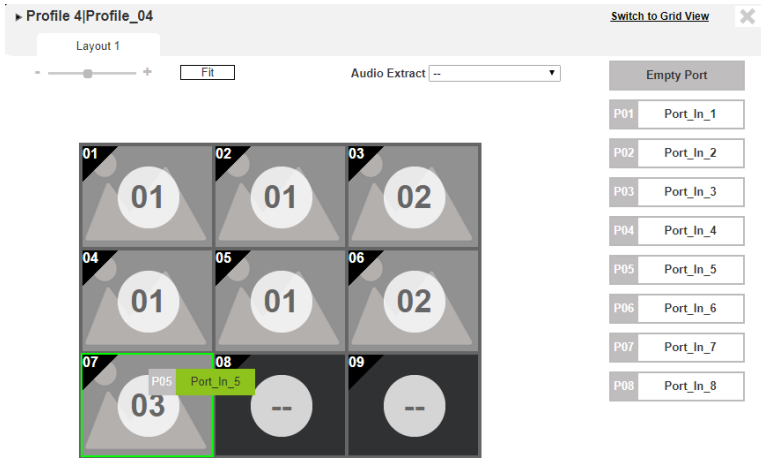 Profile 4|Profile_04
Switch to Grid View
Layout 1
- +
Fit
Audio Extract --
Empty Port
P01 Port_In_1
P02 Port_In_2
P03 Port_In_3
P04 Port_In_4
P05 Port_In_5
P06 Port_In_6
P07 Port_In_7
P08 Port_In_8
01 02 03
01 01 02
04 05 06
01 01 02
07 08 09
P05 Port_In_5
03 -- --